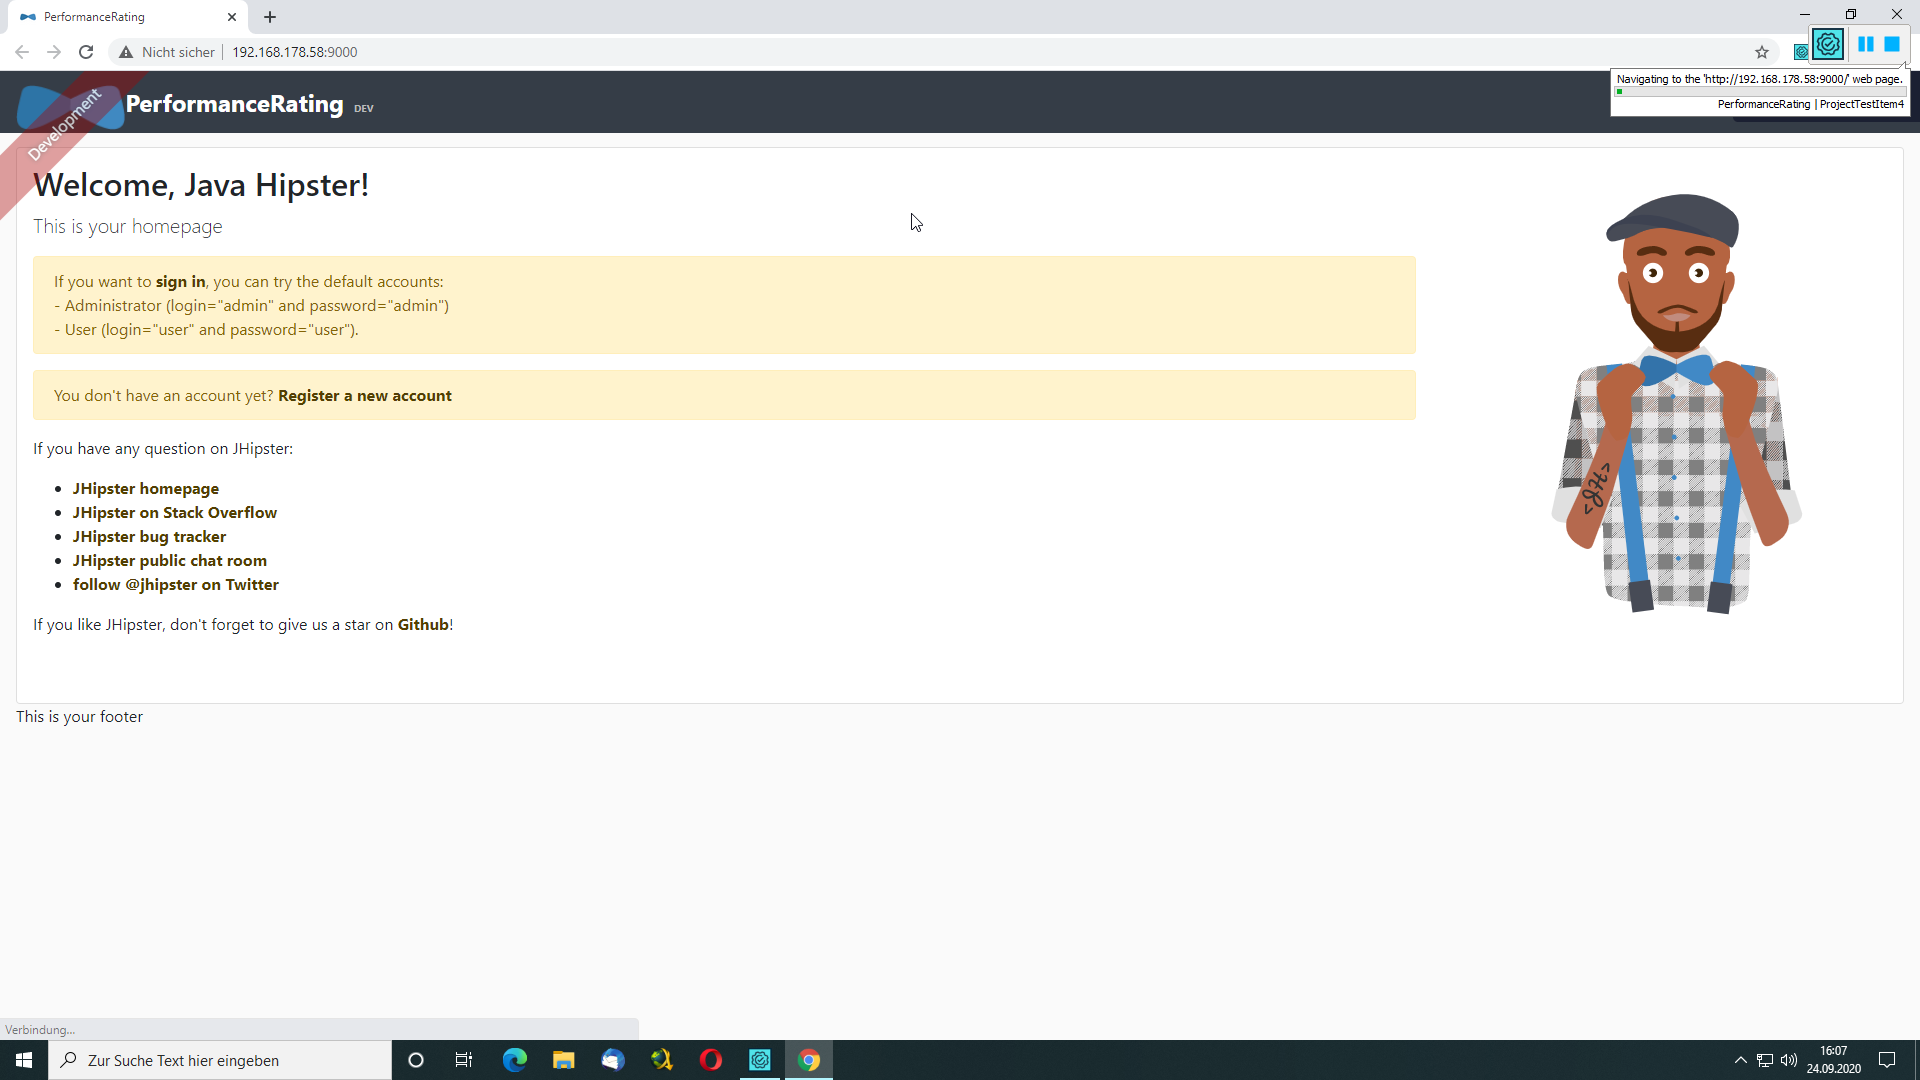 PerformanceRating
Nicht sicher
192.168.178.58:9000
Navigating to the 'http://192.168.178.58:9000/' web page.
PerformanceRating | ProjectTestItem4
Development
PerformanceRating DEV
Welcome, Java Hipster!
This is your homepage
If you want to sign in, you can try the default accounts:
- Administrator (login="admin" and password="admin")
- User (login="user" and password="user").
You don't have an account yet? Register a new account
If you have any question on JHipster:
• JHipster homepage
• JHipster on Stack Overflow
• JHipster bug tracker
• JHipster public chat room
• follow @jhipster on Twitter
If you like JHipster, don't forget to give us a star on Github!
<JHB>
This is your footer
Verbindung...
Zur Suche Text hier eingeben
16:07
24.09.2020